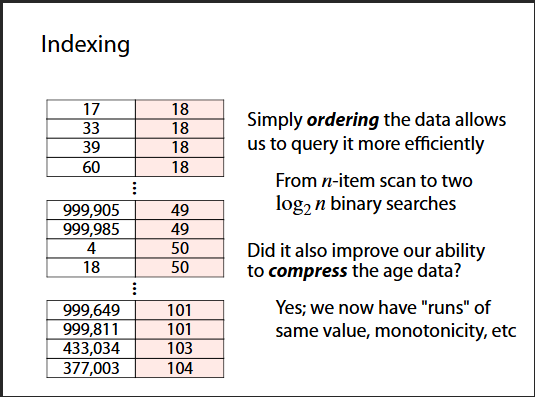 Indexing
17 18
33 18
39 18
60 18
999,905 49
999,985 49
4 50
18 50
999,649 101
999,811 101
433,034 103
377,003 104
Simply ordering the data allows
us to query it more efficiently
From n-item scan to two
log₂ n binary searches
Did it also improve our ability
to compress the age data?
Yes; we now have "runs" of
same value, monotonicity, etc